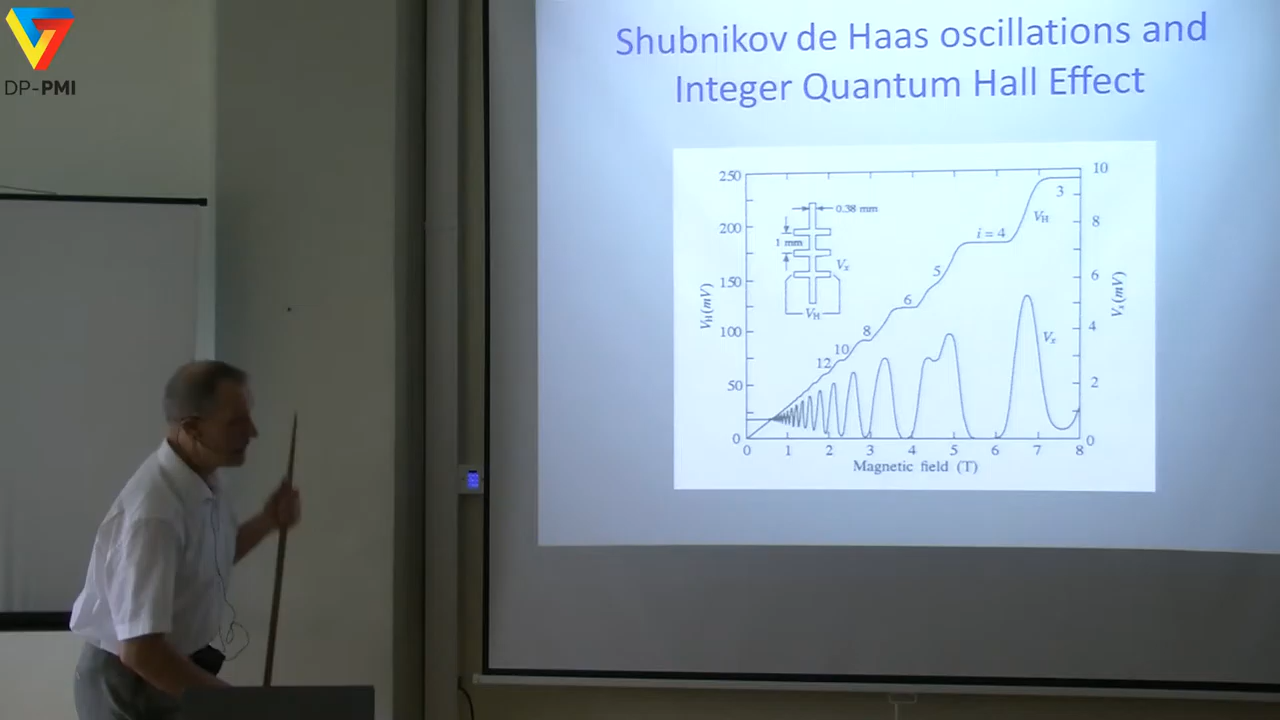 DP-PMI
Shubnikov de Haas oscillations and
Integer Quantum Hall Effect
250
200
150
100
50
0
V_H(mV)
0.38 mm
1 mm
V_x
V_H
12
10
8
6
5
i = 4
3
V_H
V_x
10
8
6
4
2
0
V_x(mV)
0 1 2 3 4 5 6 7 8
Magnetic field (T)